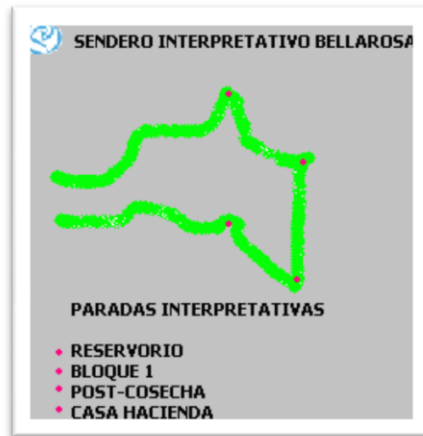 SENDERO INTERPRETATIVO BELLAROSA
PARADAS INTERPRETATIVAS
RESERVORIO
BLOQUE 1
POST-COSECHA
CASA HACIENDA